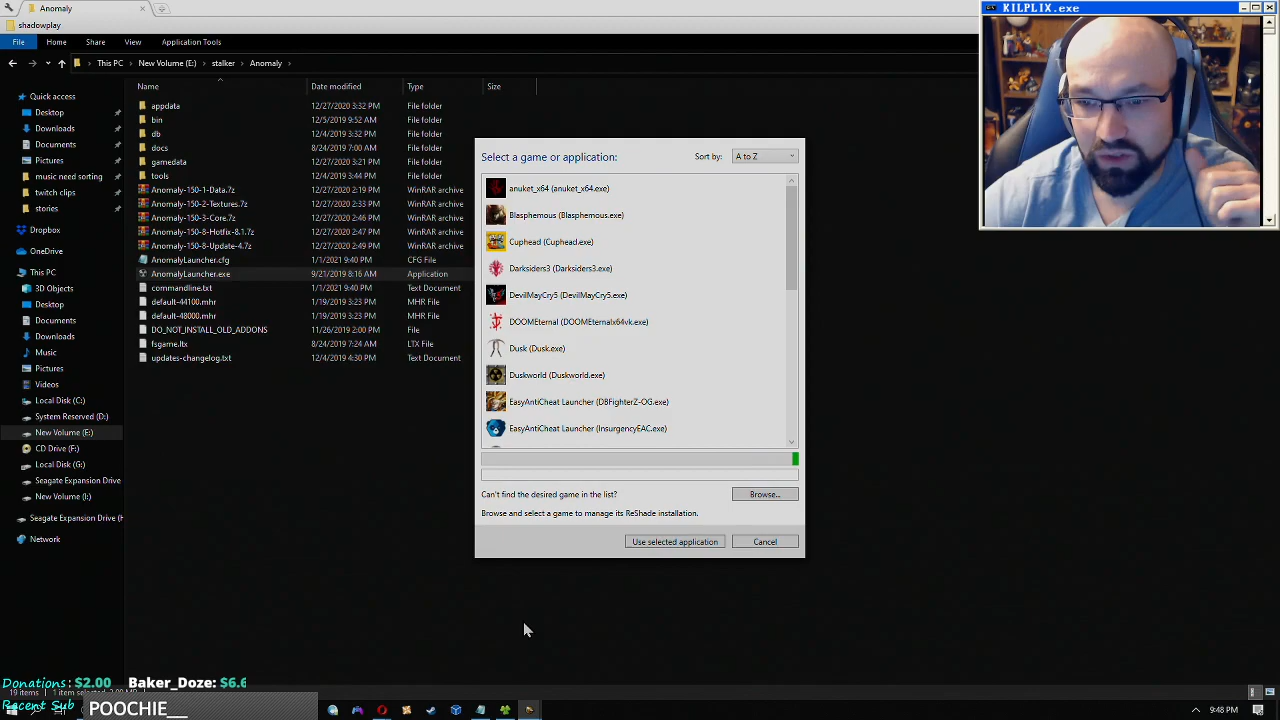 Anomaly
KILPLIX.exe
shadowplay
File Home Share View Application Tools
This PC New Volume (E:) stalker Anomaly
Name Date modified Type Size
Quick access
Desktop
Downloads
Documents
Pictures
music need sorting
twitch clips
stories
Dropbox
OneDrive
This PC
3D Objects
Desktop
Documents
Downloads
Music
Pictures
Videos
Local Disk (C:)
System Reserved (D:)
New Volume (E:)
CD Drive (F:)
Local Disk (G:)
Seagate Expansion Drive
New Volume (I:)
Seagate Expansion Drive (H
Network
appdata 12/27/2020 3:32 PM File folder
bin 12/5/2019 9:52 AM File folder
db 12/4/2019 3:32 PM File folder
docs 8/24/2019 7:00 AM File folder
gamedata 12/27/2020 3:21 PM File folder
tools 12/4/2019 3:44 PM File folder
Anomaly-150-1-Data.7z 12/27/2020 2:19 PM WinRAR archive
Anomaly-150-2-Textures.7z 12/27/2020 2:33 PM WinRAR archive
Anomaly-150-3-Core.7z 12/27/2020 2:46 PM WinRAR archive
Anomaly-150-8-Hotfix-8.1.7z 12/27/2020 2:47 PM WinRAR archive
Anomaly-150-8-Update-4.7z 12/27/2020 2:49 PM WinRAR archive
AnomalyLauncher.cfg 1/1/2021 9:40 PM CFG File
AnomalyLauncher.exe 9/21/2019 8:16 AM Application
commandline.txt 1/1/2021 9:40 PM Text Document
default-44100.mhr 1/19/2019 3:23 PM MHR File
default-48000.mhr 1/19/2019 3:23 PM MHR File
DO_NOT_INSTALL_OLD_ADDONS 11/26/2019 2:00 PM File
fsgame.ltx 8/24/2019 7:24 AM LTX File
updates-changelog.txt 12/4/2019 4:30 PM Text Document
Select a game or application: Sort by: A to Z
anuket_x64 (anuket_x64.exe)
Blasphemous (Blasphemous.exe)
Cuphead (Cuphead.exe)
Darksiders3 (Darksiders3.exe)
DevilMayCry5 (DevilMayCry5.exe)
DOOMEternal (DOOMEternalx64vk.exe)
Dusk (Dusk.exe)
Duskworld (Duskworld.exe)
EasyAntiCheat Launcher (DBFighterZ-OG.exe)
EasyAntiCheat Launcher (InsurgencyEAC.exe)
Can't find the desired game in the list? Browse...
Browse and select a game to manage its ReShade installation.
Use selected application Cancel
Donations: $2.00 Baker_Doze: $6.6
19 items 1 item selected
Recent Sub POOCHIE__
9:48 PM